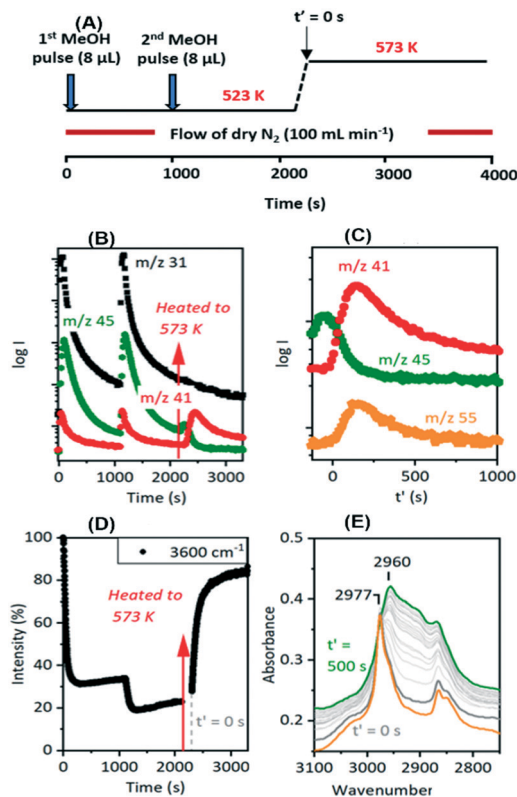 (A)
t' = 0 s
1st MeOH
pulse (8 µL)
2nd MeOH
pulse (8 µL)
523 K
573 K
Flow of dry N₂ (100 mL min⁻¹)
0
1000
2000
3000
4000
Time (s)
(B)
log I
m/z 31
m/z 45
Heated to
573 K
m/z 41
0
1000
2000
3000
Time (s)
(C)
log I
m/z 41
m/z 45
m/z 55
0
250
500
750
1000
t' (s)
(D)
Intensity (%)
100
80
60
40
20
0
3600 cm⁻¹
Heated to
573 K
t' = 0 s
0
1000
2000
3000
Time (s)
(E)
Absorbance
0.5
0.4
0.3
0.2
2960
2977
t' =
500 s
t' = 0 s
3100
3000
2900
2800
Wavenumber